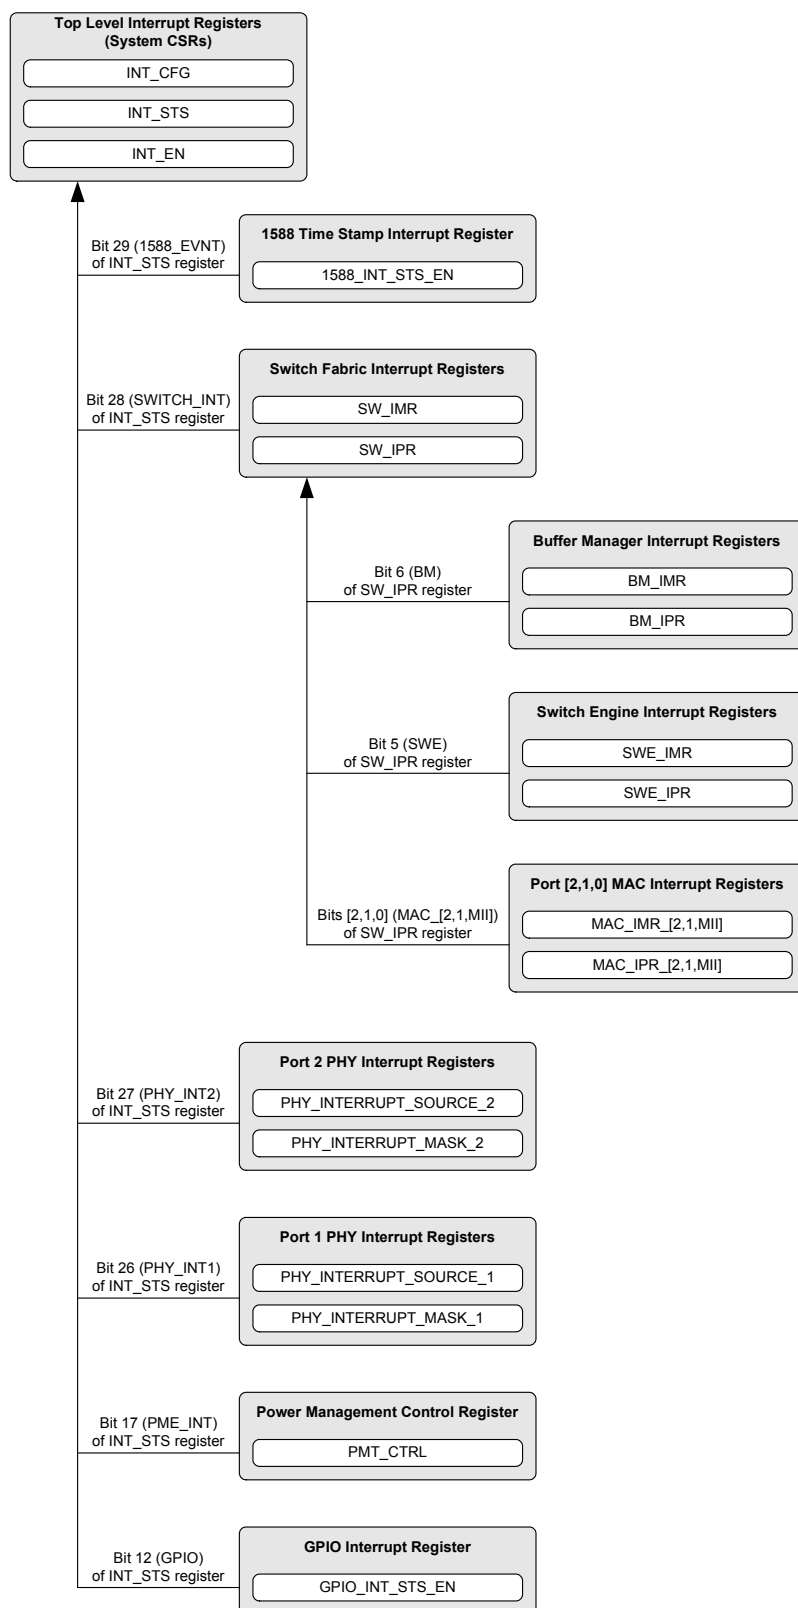 Top Level Interrupt Registers
(System CSRs)
INT_CFG
INT_STS
INT_EN
Bit 29 (1588_EVNT)
of INT_STS register
1588 Time Stamp Interrupt Register
1588_INT_STS_EN
Bit 28 (SWITCH_INT)
of INT_STS register
Switch Fabric Interrupt Registers
SW_IMR
SW_IPR
Bit 6 (BM)
of SW_IPR register
Buffer Manager Interrupt Registers
BM_IMR
BM_IPR
Bit 5 (SWE)
of SW_IPR register
Switch Engine Interrupt Registers
SWE_IMR
SWE_IPR
Bits [2,1,0] (MAC_[2,1,MII])
of SW_IPR register
Port [2,1,0] MAC Interrupt Registers
MAC_IMR_[2,1,MII]
MAC_IPR_[2,1,MII]
Bit 27 (PHY_INT2)
of INT_STS register
Port 2 PHY Interrupt Registers
PHY_INTERRUPT_SOURCE_2
PHY_INTERRUPT_MASK_2
Bit 26 (PHY_INT1)
of INT_STS register
Port 1 PHY Interrupt Registers
PHY_INTERRUPT_SOURCE_1
PHY_INTERRUPT_MASK_1
Bit 17 (PME_INT)
of INT_STS register
Power Management Control Register
PMT_CTRL
Bit 12 (GPIO)
of INT_STS register
GPIO Interrupt Register
GPIO_INT_STS_EN